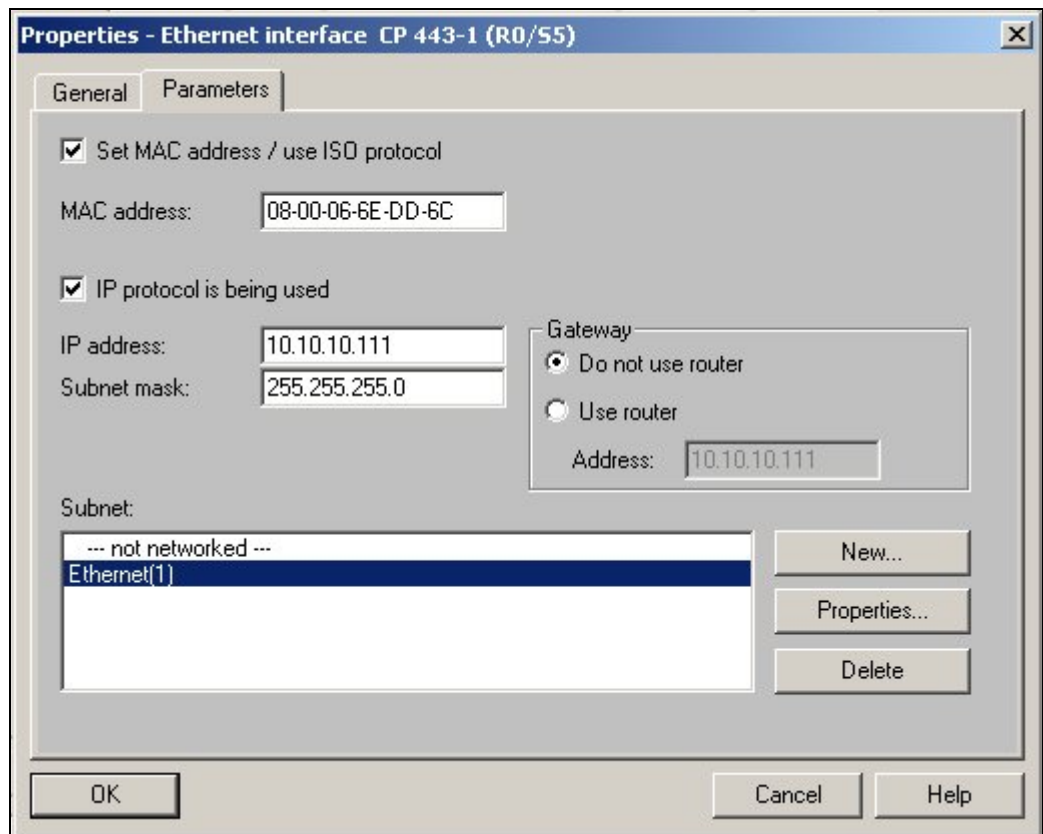 Properties - Ethernet interface CP 443-1 (R0/S5)
General Parameters
Set MAC address / use ISO protocol
MAC address: 08-00-06-6E-DD-6C
IP protocol is being used
IP address: 10.10.10.111
Subnet mask: 255.255.255.0
Gateway
Do not use router
Use router
Address: 10.10.10.111
Subnet:
--- not networked ---
Ethernet(1)
New...
Properties...
Delete
OK Cancel Help